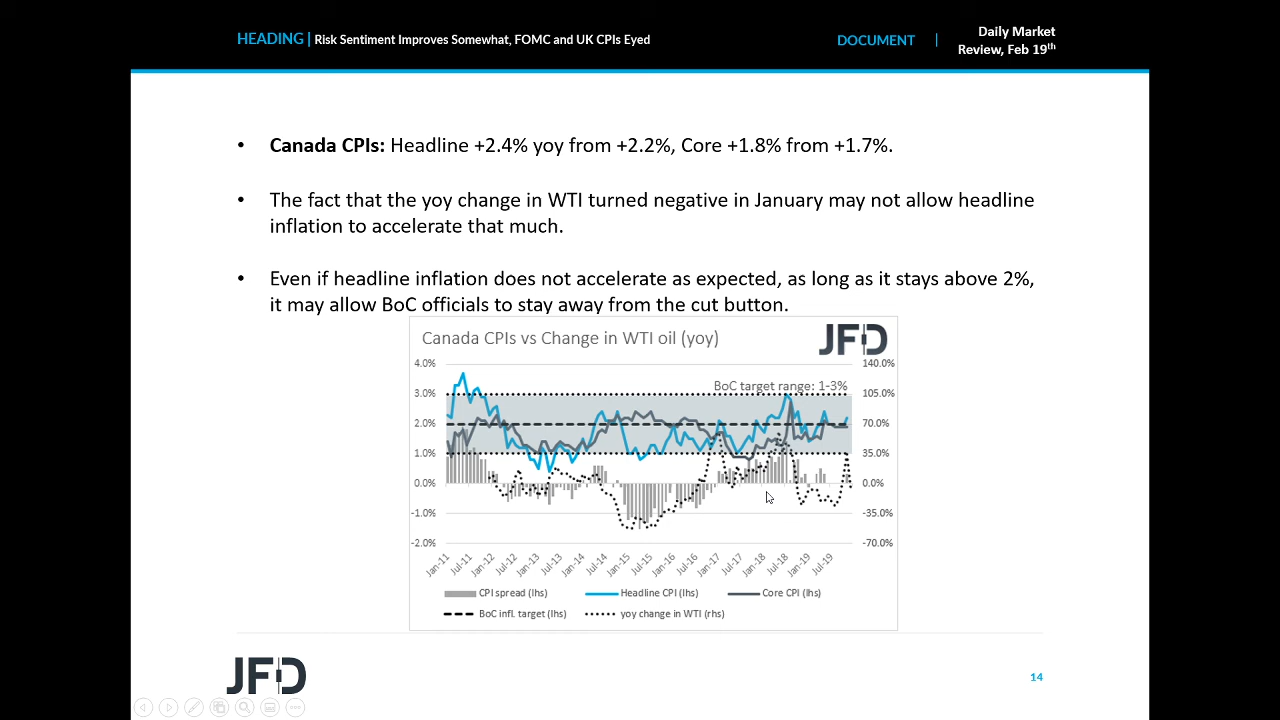 HEADING | Risk Sentiment Improves Somewhat, FOMC and UK CPIs Eyed
DOCUMENT |
Daily Market
Review, Feb 19th
• Canada CPIs: Headline +2.4% yoy from +2.2%, Core +1.8% from +1.7%.
• The fact that the yoy change in WTI turned negative in January may not allow headline
inflation to accelerate that much.
• Even if headline inflation does not accelerate as expected, as long as it stays above 2%,
it may allow BoC officials to stay away from the cut button.
Canada CPIs vs Change in WTI oil (yoy)
JFD
4.0% 140.0%
BoC target range: 1-3%
3.0% 105.0%
2.0% 70.0%
1.0% 35.0%
0.0% 0.0%
-1.0% -35.0%
-2.0% -70.0%
Jan-11 Jul-11 Jan-12 Jul-12 Jan-13 Jul-13 Jan-14 Jul-14 Jan-15 Jul-15 Jan-16 Jul-16 Jan-17 Jul-17 Jan-18 Jul-18 Jan-19 Jul-19
CPI spread (lhs) Headline CPI (lhs) Core CPI (lhs)
BoC infl. target (lhs) yoy change in WTI (rhs)
JFD
14